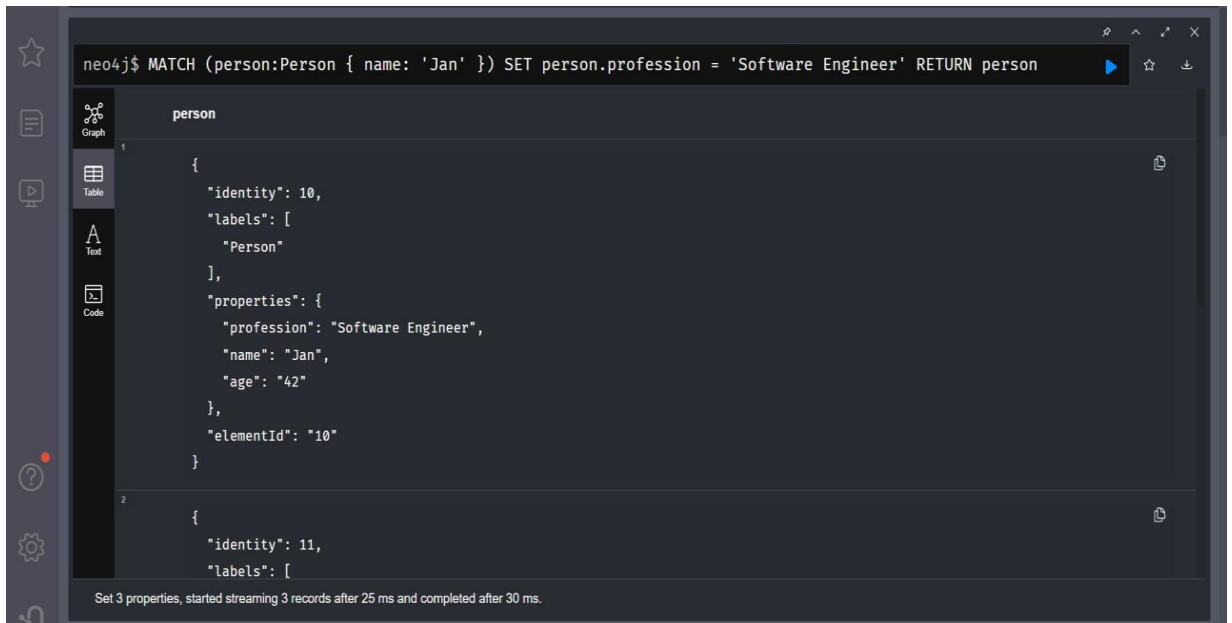 neo4j$ MATCH (person:Person { name: 'Jan' }) SET person.profession = 'Software Engineer' RETURN person
Graph
Table
Text
Code
person
1
{
"identity": 10,
"labels": [
"Person"
],
"properties": {
"profession": "Software Engineer",
"name": "Jan",
"age": "42"
},
"elementId": "10"
}
2
{
"identity": 11,
"labels": [
Set 3 properties, started streaming 3 records after 25 ms and completed after 30 ms.